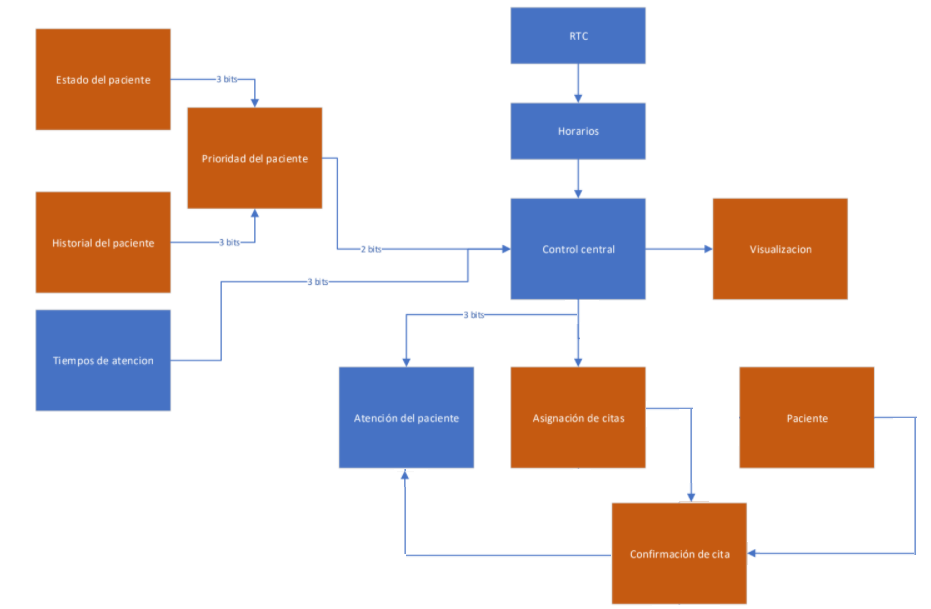 RTC
Estado del paciente
3 bits
Horarios
Prioridad del paciente
Historial del paciente
3 bits
2 bits
Control central
Visualizacion
3 bits
3 bits
Tiempos de atencion
Atención del paciente
Asignación de citas
Paciente
Confirmación de cita